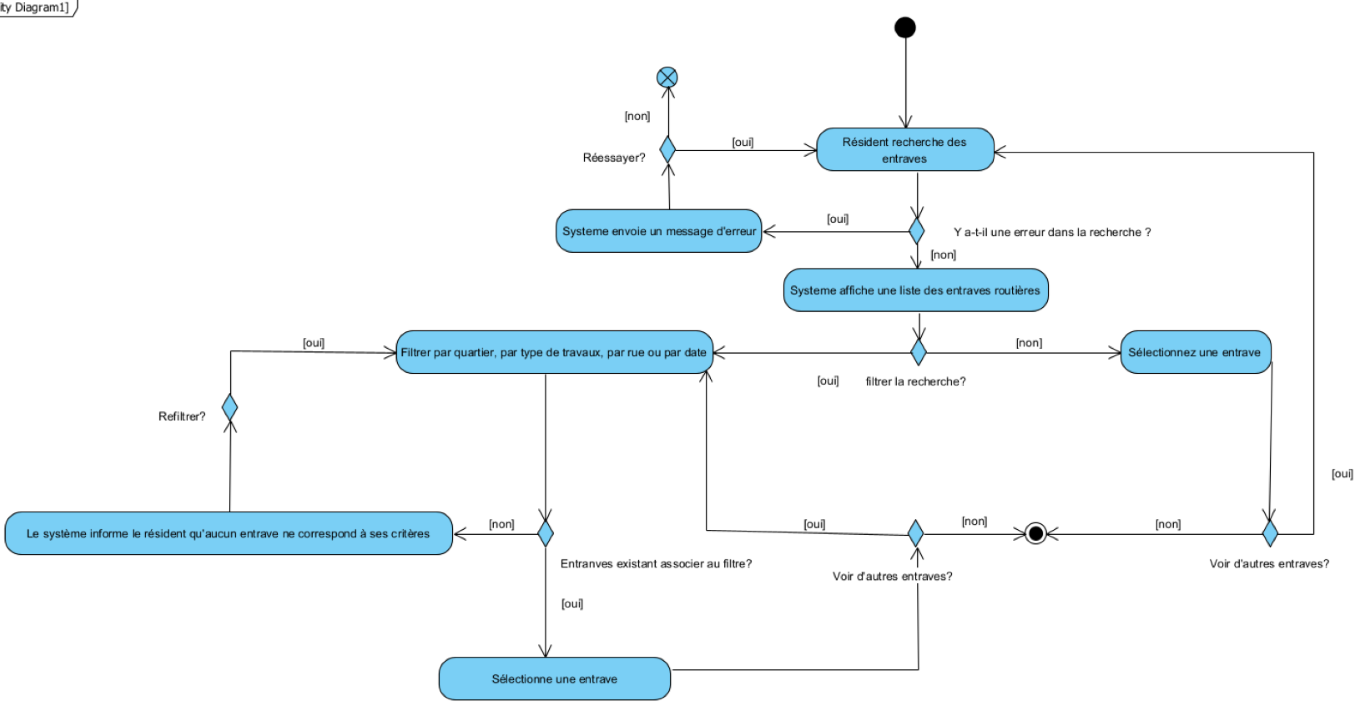 ity Diagram1]
[non]
[oui]
Réessayer?
Résident recherche des
entraves
[oui]
Systeme envoie un message d'erreur
Y a-t-il une erreur dans la recherche ?
[non]
Systeme affiche une liste des entraves routières
[oui]
Filtrer par quartier, par type de travaux, par rue ou par date
[non]
Sélectionnez une entrave
[oui]
filtrer la recherche?
Refiltrer?
[oui]
Le système informe le résident qu'aucun entrave ne correspond à ses critères
[non]
[oui]
[non]
[non]
Entranves existant associer au filtre?
Voir d'autres entraves?
Voir d'autres entraves?
[oui]
Sélectionne une entrave